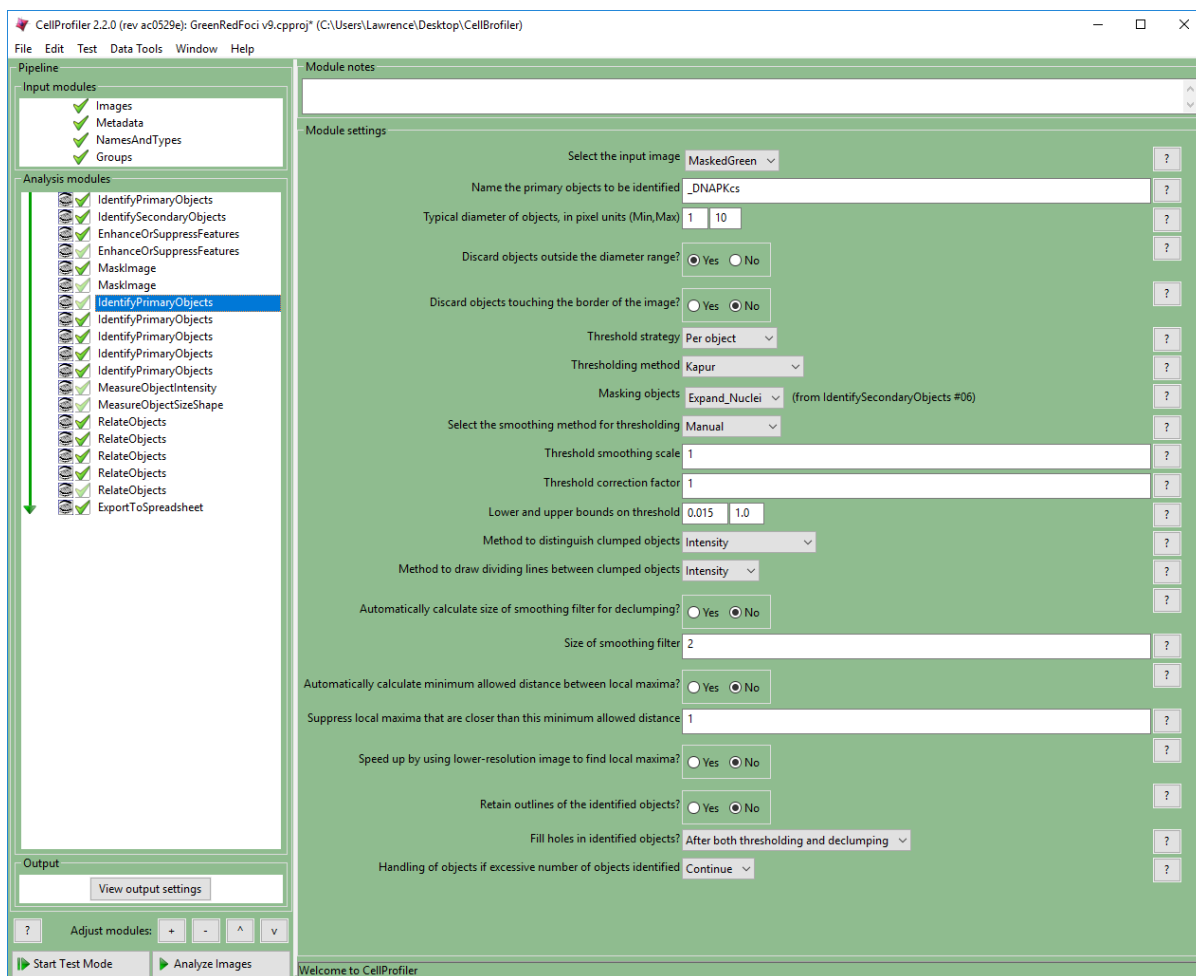 CellProfiler 2.2.0 (rev ac0529e): GreenRedFoci v9.cpproj* (C:\Users\Lawrence\Desktop\CellBrofiler)
File Edit Test Data Tools Window Help
Pipeline
Input modules
Images
Metadata
NamesAndTypes
Groups
Analysis modules
IdentifyPrimaryObjects
IdentifySecondaryObjects
EnhanceOrSuppressFeatures
EnhanceOrSuppressFeatures
MaskImage
MaskImage
IdentifyPrimaryObjects
IdentifyPrimaryObjects
IdentifyPrimaryObjects
IdentifyPrimaryObjects
IdentifyPrimaryObjects
MeasureObjectIntensity
MeasureObjectSizeShape
RelateObjects
RelateObjects
RelateObjects
RelateObjects
RelateObjects
ExportToSpreadsheet
Output
View output settings
? Adjust modules: + - ^ v
Start Test Mode Analyze Images
Module notes
Module settings
Select the input image MaskedGreen ?
Name the primary objects to be identified _DNAPKcs ?
Typical diameter of objects, in pixel units (Min,Max) 1 10 ?
Discard objects outside the diameter range? Yes No ?
Discard objects touching the border of the image? Yes No ?
Threshold strategy Per object ?
Thresholding method Kapur ?
Masking objects Expand_Nuclei (from IdentifySecondaryObjects #06) ?
Select the smoothing method for thresholding Manual ?
Threshold smoothing scale 1 ?
Threshold correction factor 1 ?
Lower and upper bounds on threshold 0.015 1.0 ?
Method to distinguish clumped objects Intensity ?
Method to draw dividing lines between clumped objects Intensity ?
Automatically calculate size of smoothing filter for declumping? Yes No ?
Size of smoothing filter 2 ?
Automatically calculate minimum allowed distance between local maxima? Yes No ?
Suppress local maxima that are closer than this minimum allowed distance 1 ?
Speed up by using lower-resolution image to find local maxima? Yes No ?
Retain outlines of the identified objects? Yes No ?
Fill holes in identified objects? After both thresholding and declumping ?
Handling of objects if excessive number of objects identified Continue ?
Welcome to CellProfiler